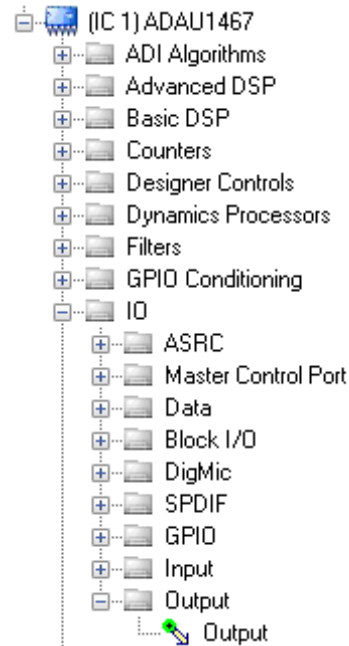 (IC 1) ADAU1467
ADI Algorithms
Advanced DSP
Basic DSP
Counters
Designer Controls
Dynamics Processors
Filters
GPIO Conditioning
IO
ASRC
Master Control Port
Data
Block I/O
DigMic
SPDIF
GPIO
Input
Output
Output